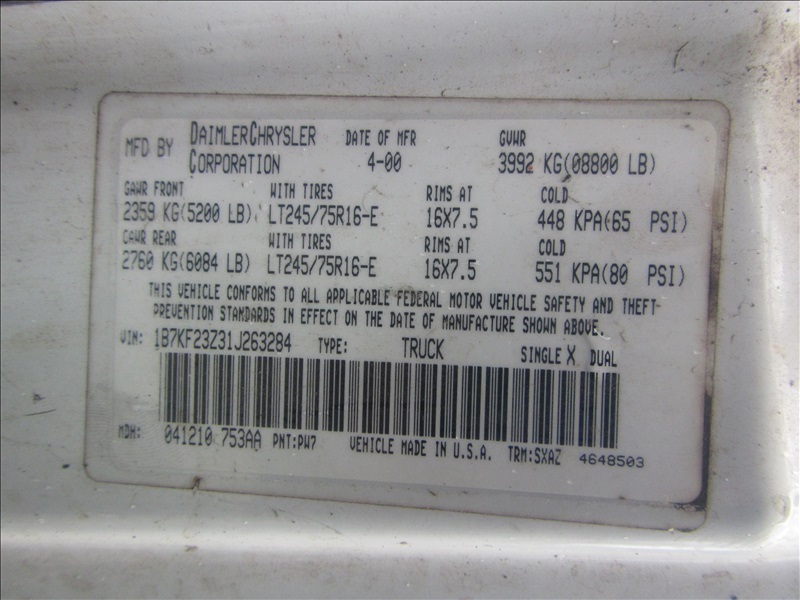 MFD BY DAIMLERCHRYSLER CORPORATION DATE OF MFR 4-00 GVWR 3992 KG(08800 LB)
GAWR FRONT WITH TIRES RIMS AT COLD
2359 KG(5200 LB) LT245/75R16-E 16X7.5 448 KPA(65 PSI)
GAWR REAR WITH TIRES RIMS AT COLD
2760 KG(6084 LB) LT245/75R16-E 16X7.5 551 KPA(80 PSI)
THIS VEHICLE CONFORMS TO ALL APPLICABLE FEDERAL MOTOR VEHICLE SAFETY AND THEFT
PREVENTION STANDARDS IN EFFECT ON THE DATE OF MANUFACTURE SHOWN ABOVE.
VIN: 1B7KF23Z31J263284 TYPE: TRUCK SINGLE X DUAL
MDH: 041210 753AA PNT:PW7 VEHICLE MADE IN U.S.A. TRM:SXAZ 4648503